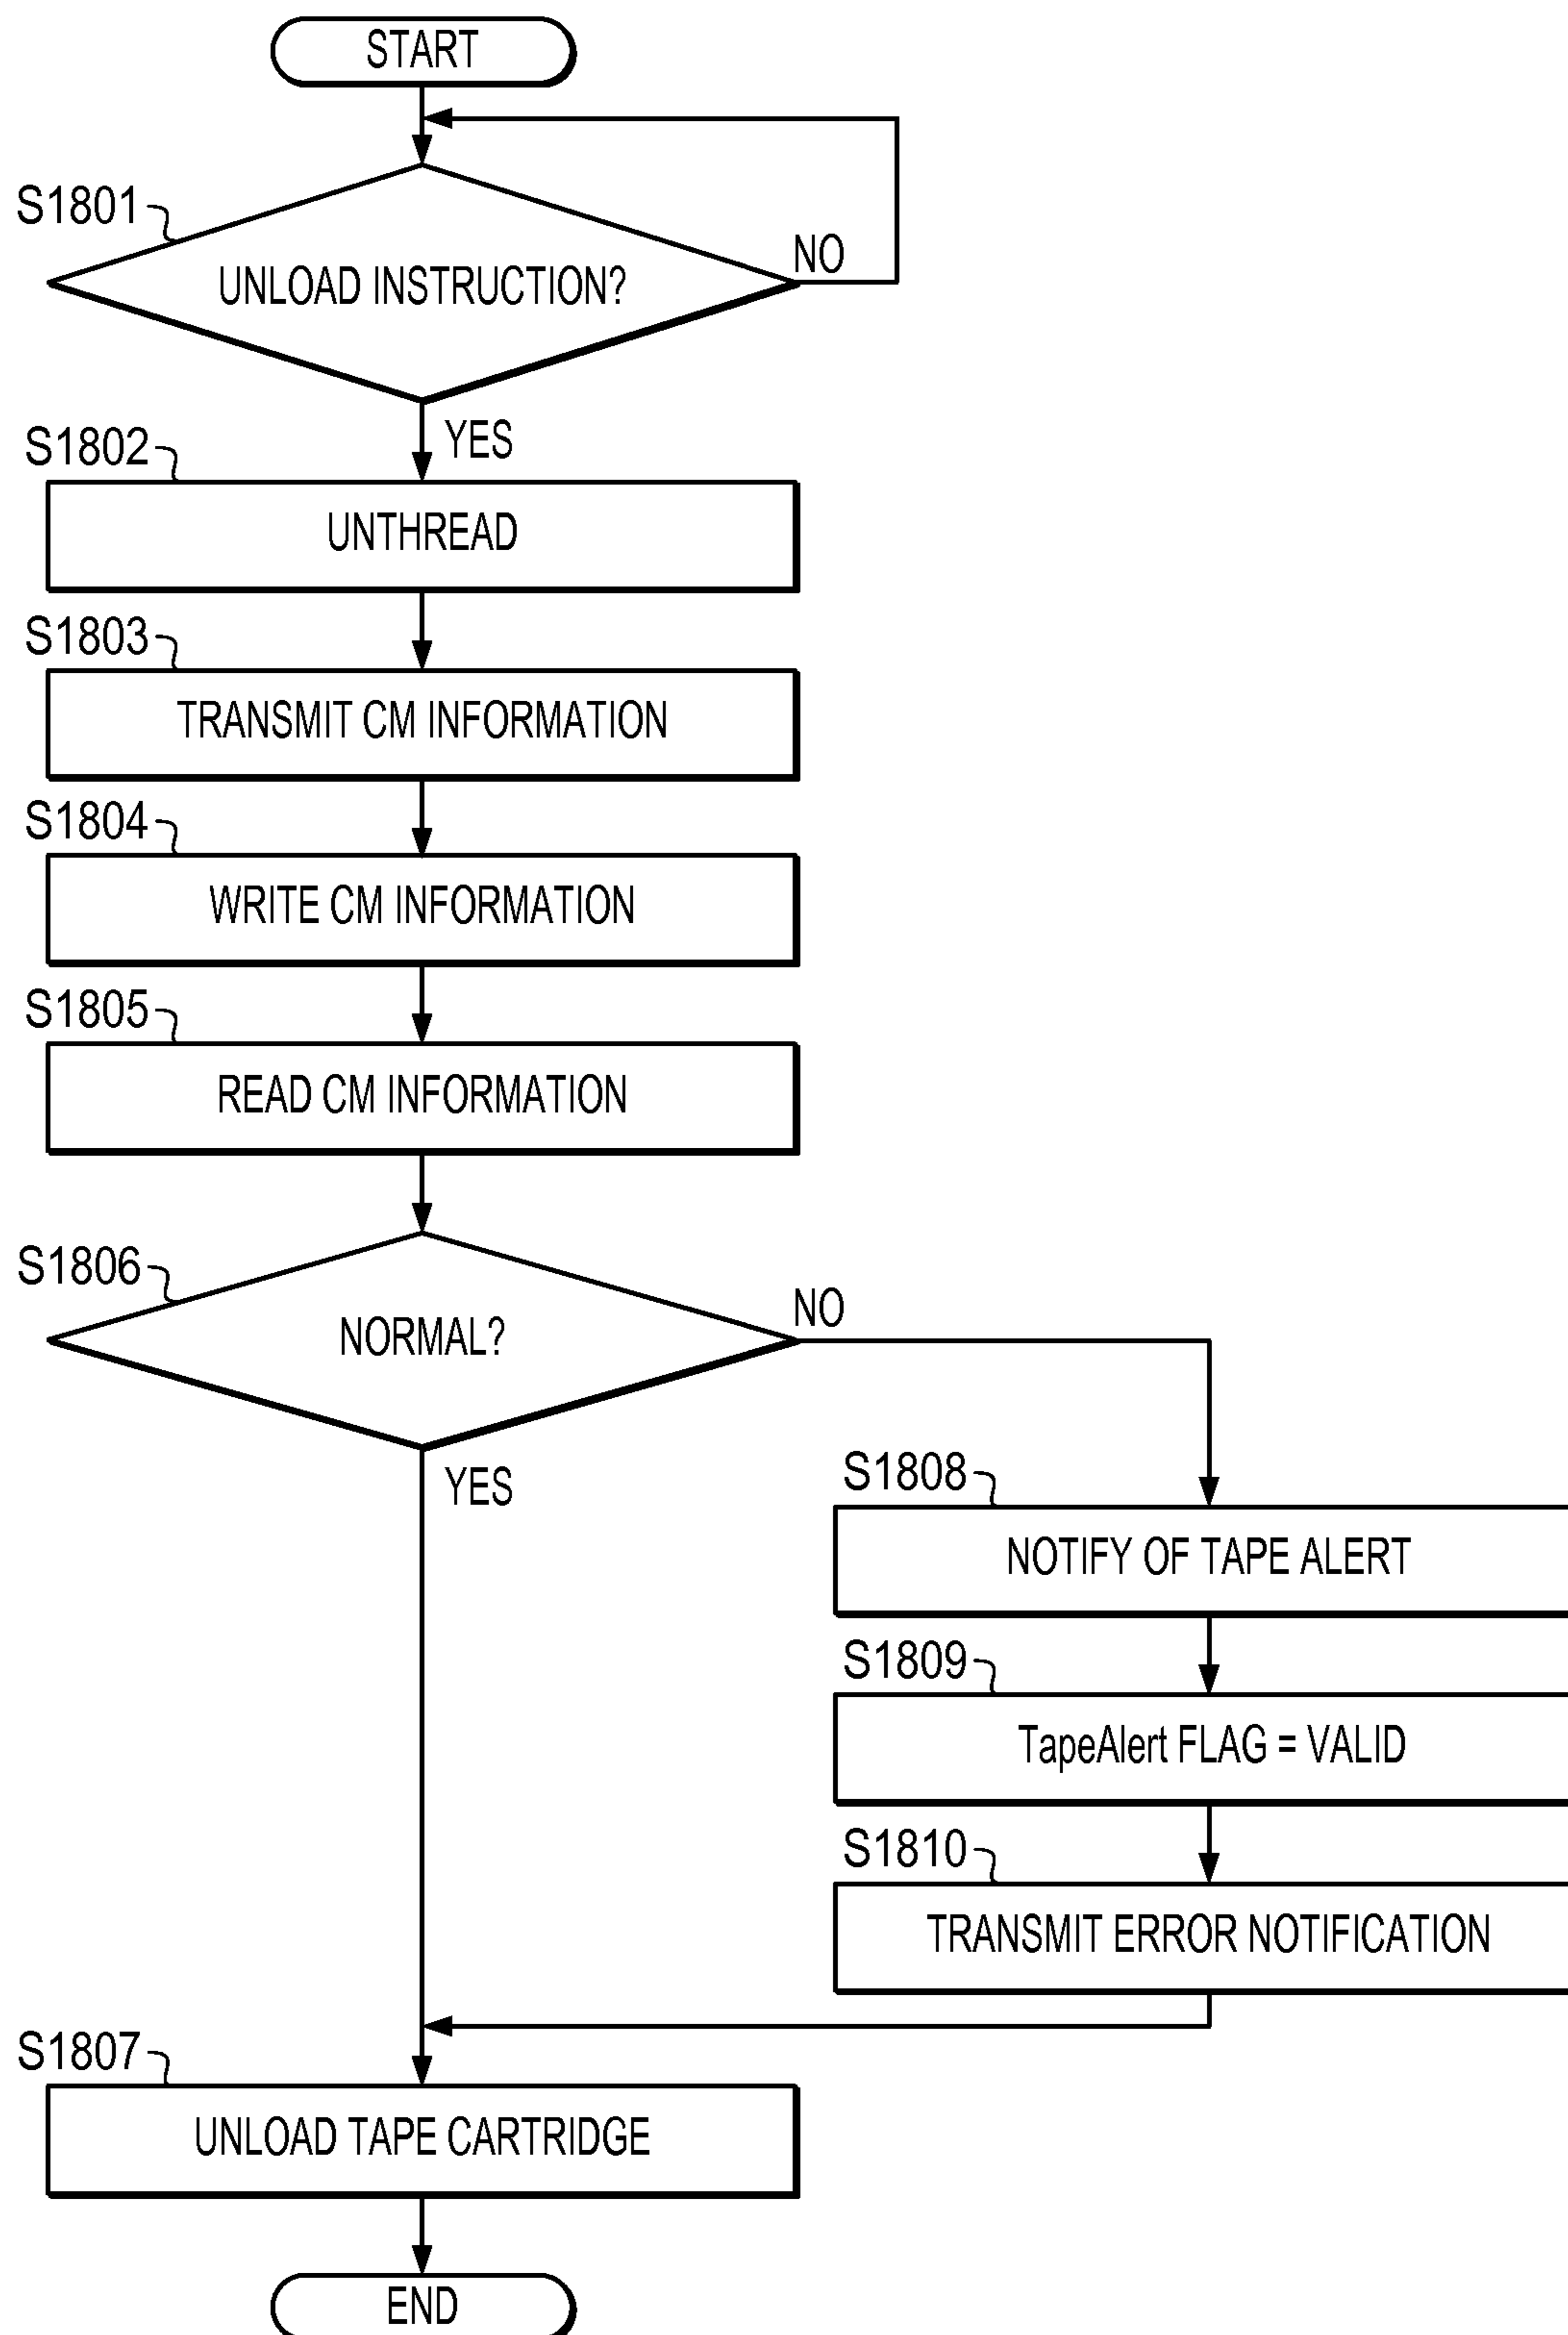 START
S1801
UNLOAD INSTRUCTION?
NO
YES
S1802
UNTHREAD
S1803
TRANSMIT CM INFORMATION
S1804
WRITE CM INFORMATION
S1805
READ CM INFORMATION
S1806
NORMAL?
NO
YES
S1808
NOTIFY OF TAPE ALERT
S1809
TapeAlert FLAG = VALID
S1810
TRANSMIT ERROR NOTIFICATION
S1807
UNLOAD TAPE CARTRIDGE
END